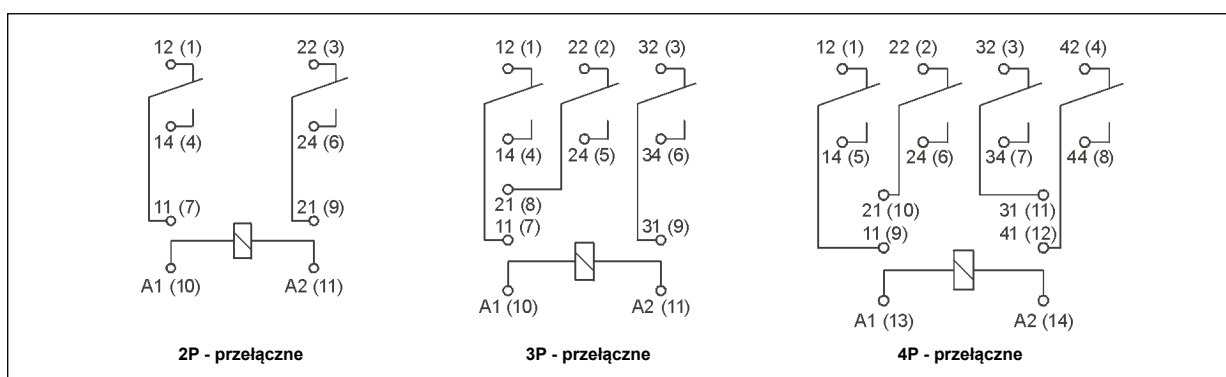 12 (1) 22 (3)
14 (4) 24 (6)
11 (7) 21 (9)
A1 (10) A2 (11)
2P - przełączne
12 (1) 22 (2) 32 (3)
14 (4) 24 (5) 34 (6)
21 (8)
11 (7) 31 (9)
A1 (10) A2 (11)
3P - przełączne
12 (1) 22 (2) 32 (3) 42 (4)
14 (5) 24 (6) 34 (7) 44 (8)
21 (10) 31 (11)
11 (9) 41 (12)
A1 (13) A2 (14)
4P - przełączne